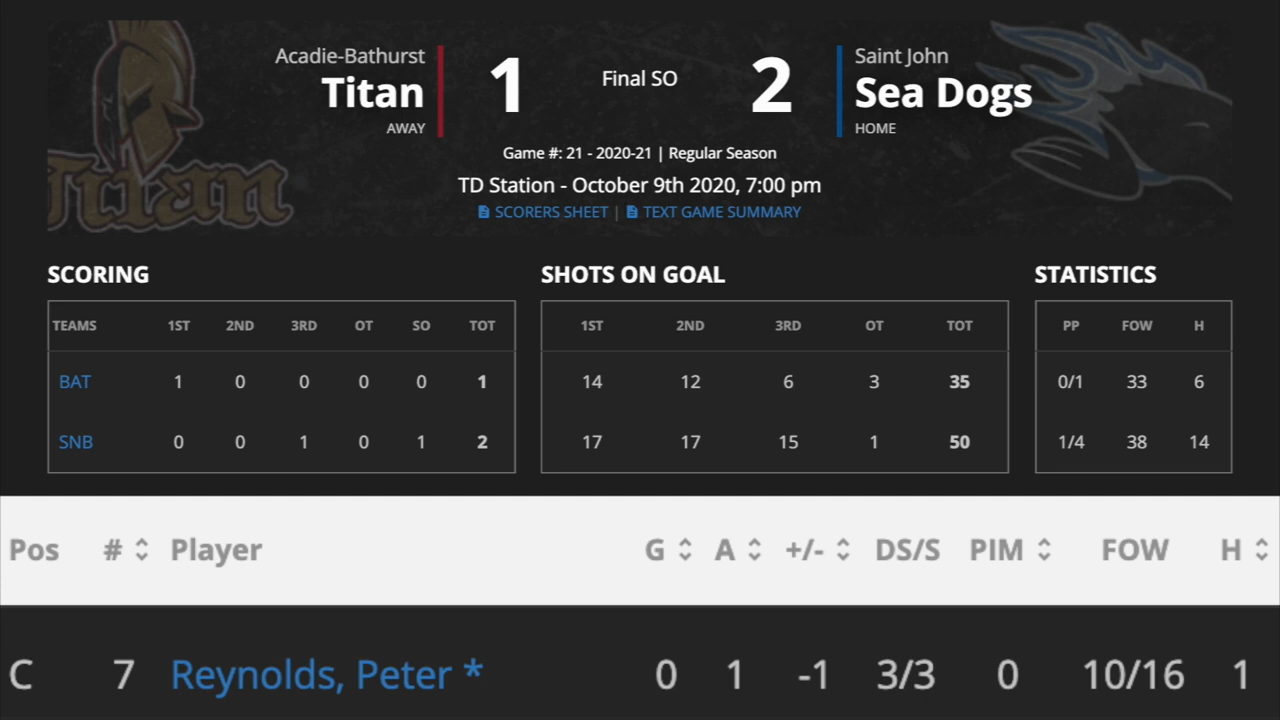 Acadie-Bathurst
Titan
AWAY
1
Final SO
2
Saint John
Sea Dogs
HOME
Titan
Game #: 21 - 2020-21 | Regular Season
TD Station - October 9th 2020, 7:00 pm
SCORERS SHEET | TEXT GAME SUMMARY
SCORING
TEAMS 1ST 2ND 3RD OT SO TOT
BAT 1 0 0 0 0 1
SNB 0 0 1 0 1 2
SHOTS ON GOAL
1ST 2ND 3RD OT TOT
14 12 6 3 35
17 17 15 1 50
STATISTICS
PP FOW H
0/1 33 6
1/4 38 14
Pos # Player G A +/- DS/S PIM FOW H
C 7 Reynolds, Peter * 0 1 -1 3/3 0 10/16 1